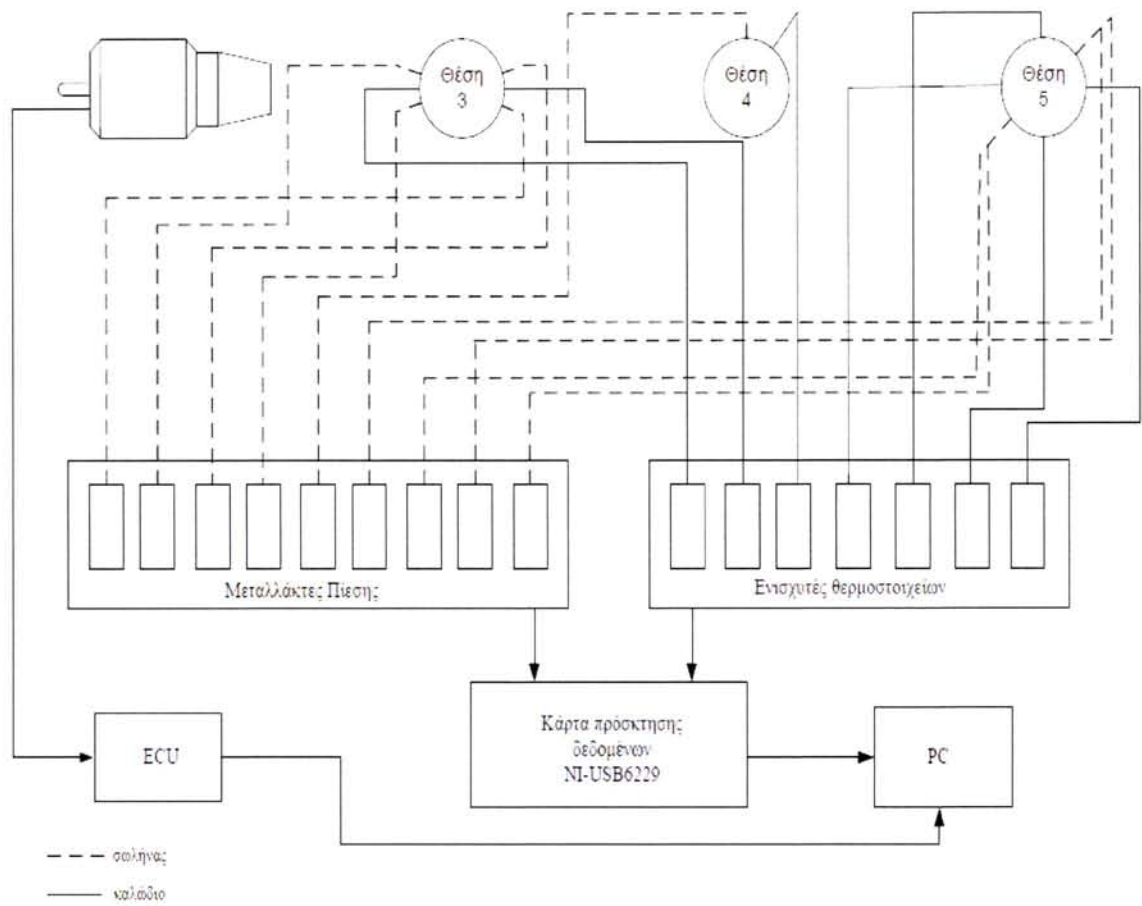 Θέση
3
Θέση
4
Θέση
5
Μεταλλάκτες Πίεσης
Ενισχυτές θερμοστοιχείων
Κάρτα πρόσκτησης
δεδομένων
NI-USB6229
ECU
PC
σωλήνας
καλώδιο